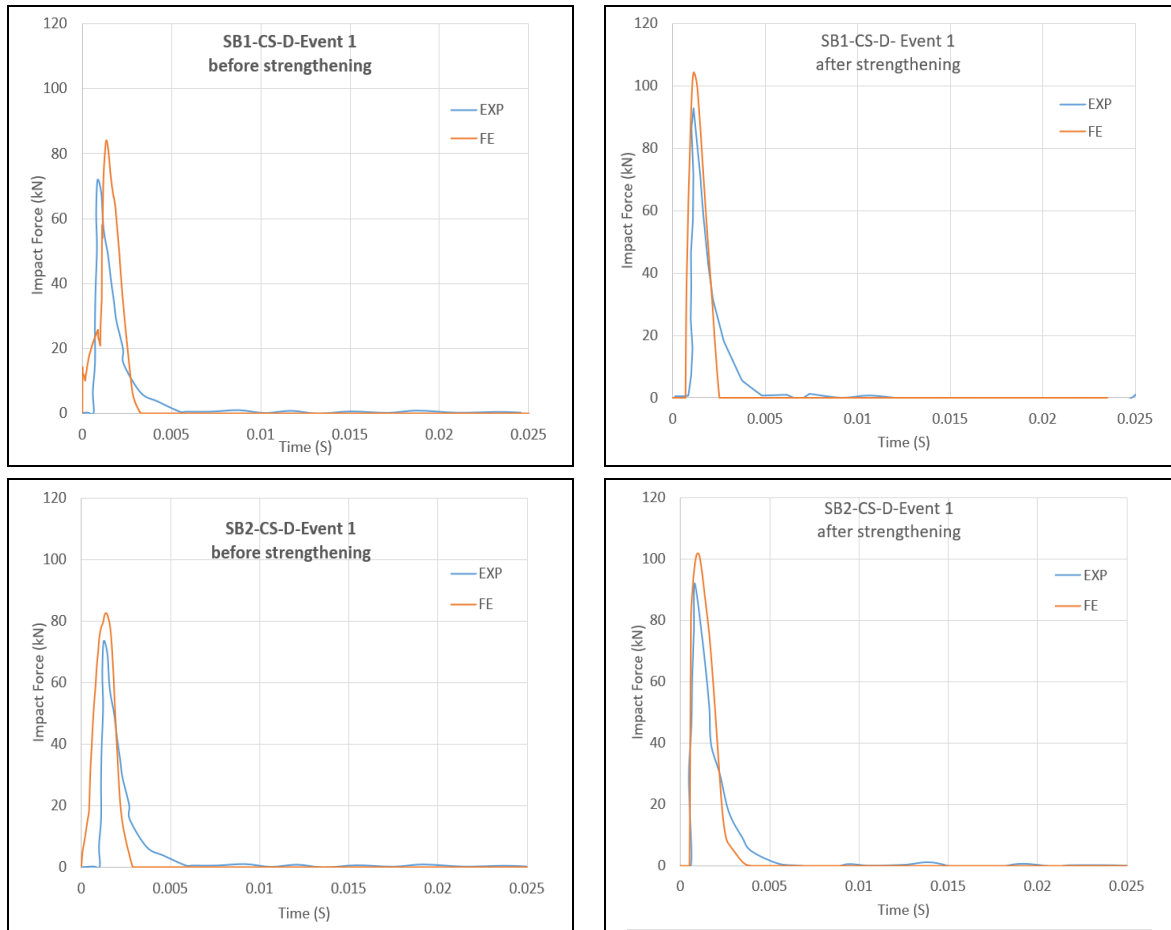 SB1-CS-D-Event 1
before strengthening
120
100
80
60
40
20
0
Impact Force (kN)
EXP
FE
0
0.005
0.01
0.015
0.02
0.025
Time (S)
SB1-CS-D- Event 1
after strengthening
120
100
80
60
40
20
0
Impact Force (kN)
EXP
FE
0
0.005
0.01
0.015
0.02
0.025
Time (S)
SB2-CS-D-Event 1
before strengthening
120
100
80
60
40
20
0
Impact Force (kN)
EXP
FE
0
0.005
0.01
0.015
0.02
0.025
Time (S)
SB2-CS-D-Event 1
after strengthening
120
100
80
60
40
20
0
Impact Force (kN)
EXP
FE
0
0.005
0.01
0.015
0.02
0.025
Time (S)